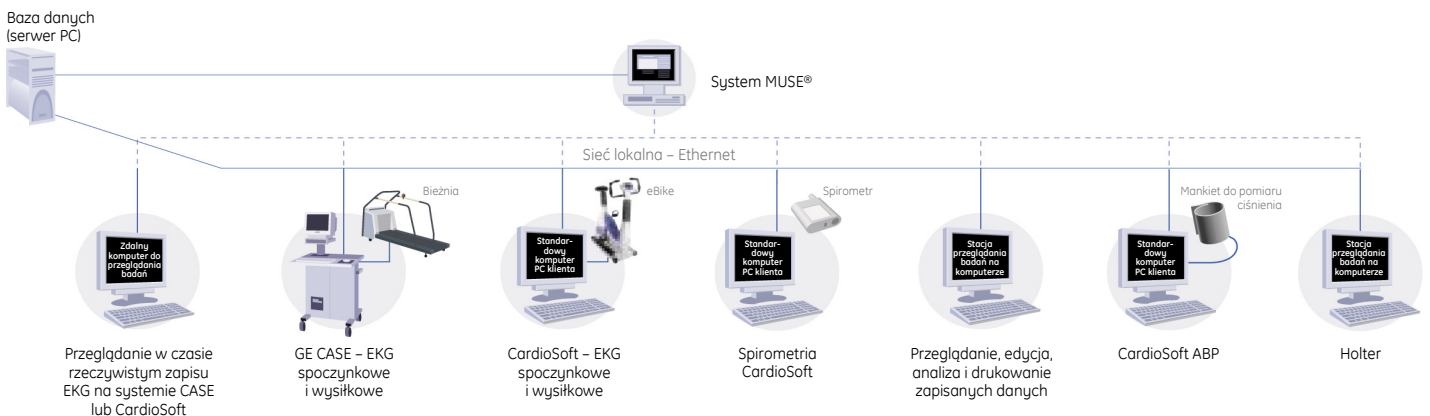 Baza danych
(serwer PC)
System MUSE®
Sieć lokalna – Ethernet
Bieżnia
eBike
Spirometr
Mankiet do pomiaru
ciśnienia
Zdalny
komputer do
przeglądania
badań
Standar-
dowy
komputer
PC klienta
Standar-
dowy
komputer
PC klienta
Stacja
przeglądania
badań na
komputerze
Standar-
dowy
komputer
PC klienta
Stacja
przeglądania
badań na
komputerze
Przeglądanie w czasie
rzeczywistym zapisu
EKG na systemie CASE
lub CardioSoft
GE CASE – EKG
spoczynkowe
i wysiłkowe
CardioSoft – EKG
spoczynkowe
i wysiłkowe
Spirometria
CardioSoft
Przeglądanie, edycja,
analiza i drukowanie
zapisanych danych
CardioSoft ABP
Holter